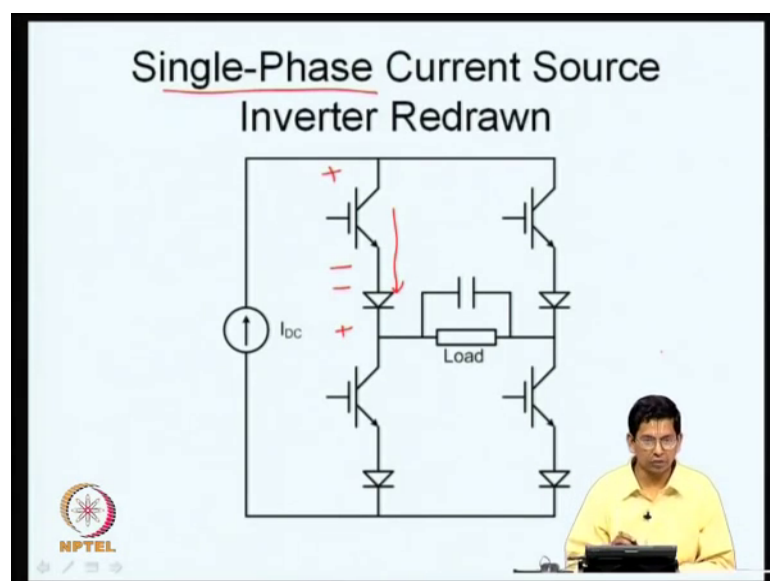 Single-Phase Current Source
Inverter Redrawn
+
−
−
+
I_DC
Load
NPTEL